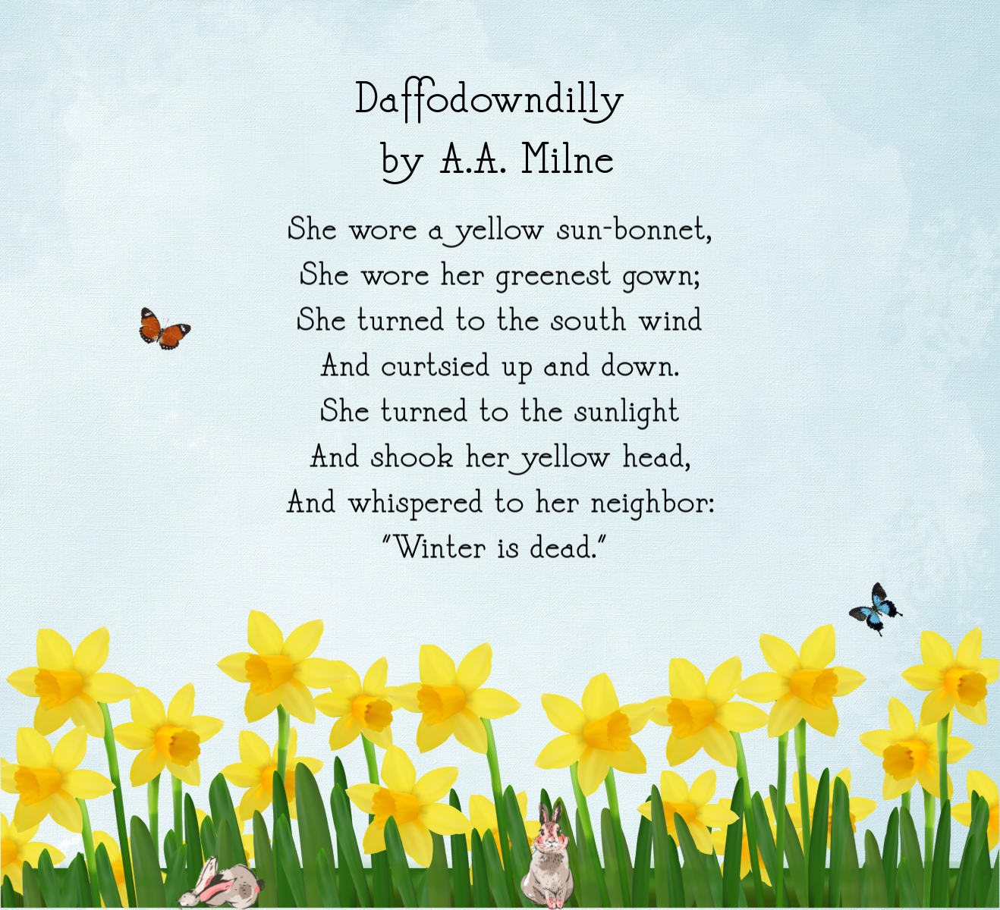 Daffodowndilly
by A.A. Milne
She wore a yellow sun-bonnet,
She wore her greenest gown;
She turned to the south wind
And curtsied up and down.
She turned to the sunlight
And shook her yellow head,
And whispered to her neighbor:
"Winter is dead."